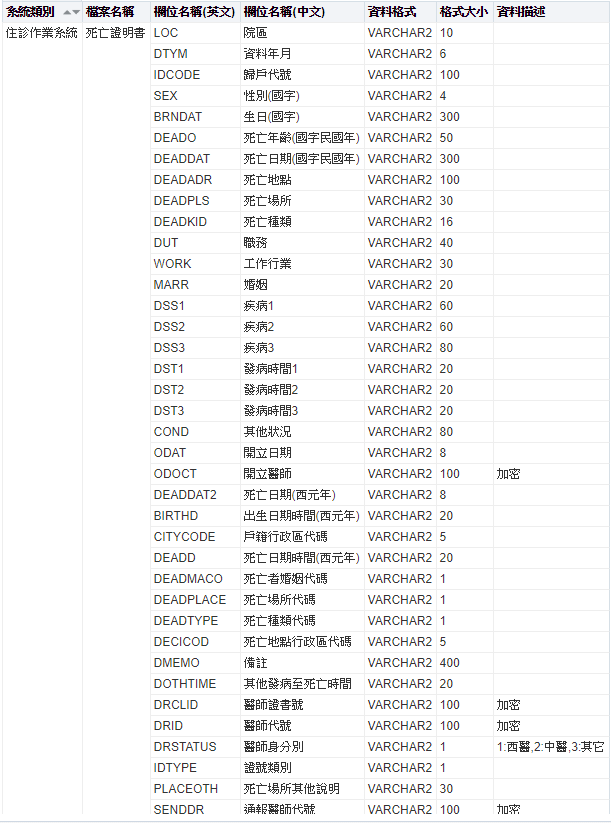 系統類別 檔案名稱 欄位名稱(英文) 欄位名稱(中文) 資料格式 格式大小 資料描述
住診作業系統 死亡證明書 LOC 院區 VARCHAR2 10
DTYM 資料年月 VARCHAR2 6
IDCODE 歸戶代號 VARCHAR2 100
SEX 性別(國字) VARCHAR2 4
BRNDAT 生日(國字) VARCHAR2 300
DEADO 死亡年齡(國字民國年) VARCHAR2 50
DEADDAT 死亡日期(國字民國年) VARCHAR2 300
DEADADR 死亡地點 VARCHAR2 100
DEADPLS 死亡場所 VARCHAR2 30
DEADKID 死亡種類 VARCHAR2 16
DUT 職務 VARCHAR2 40
WORK 工作行業 VARCHAR2 30
MARR 婚姻 VARCHAR2 20
DSS1 疾病1 VARCHAR2 60
DSS2 疾病2 VARCHAR2 60
DSS3 疾病3 VARCHAR2 80
DST1 發病時間1 VARCHAR2 20
DST2 發病時間2 VARCHAR2 20
DST3 發病時間3 VARCHAR2 20
COND 其他狀況 VARCHAR2 80
ODAT 開立日期 VARCHAR2 8
ODOCT 開立醫師 VARCHAR2 100 加密
DEADDAT2 死亡日期(西元年) VARCHAR2 8
BIRTHD 出生日期時間(西元年) VARCHAR2 20
CITYCODE 戶籍行政區代碼 VARCHAR2 5
DEADD 死亡日期時間(西元年) VARCHAR2 20
DEADMACO 死亡者婚姻代碼 VARCHAR2 1
DEADPLACE 死亡場所代碼 VARCHAR2 1
DEADTYPE 死亡種類代碼 VARCHAR2 1
DECICOD 死亡地點行政區代碼 VARCHAR2 5
DMEMO 備註 VARCHAR2 400
DOTHTIME 其他發病至死亡時間 VARCHAR2 20
DRCLID 醫師證書號 VARCHAR2 100 加密
DRID 醫師代號 VARCHAR2 100 加密
DRSTATUS 醫師身分別 VARCHAR2 1 1:西醫,2:中醫,3:其它
IDTYPE 證號類別 VARCHAR2 1
PLACEOTH 死亡場所其他說明 VARCHAR2 30
SENDDR 通報醫師代號 VARCHAR2 100 加密